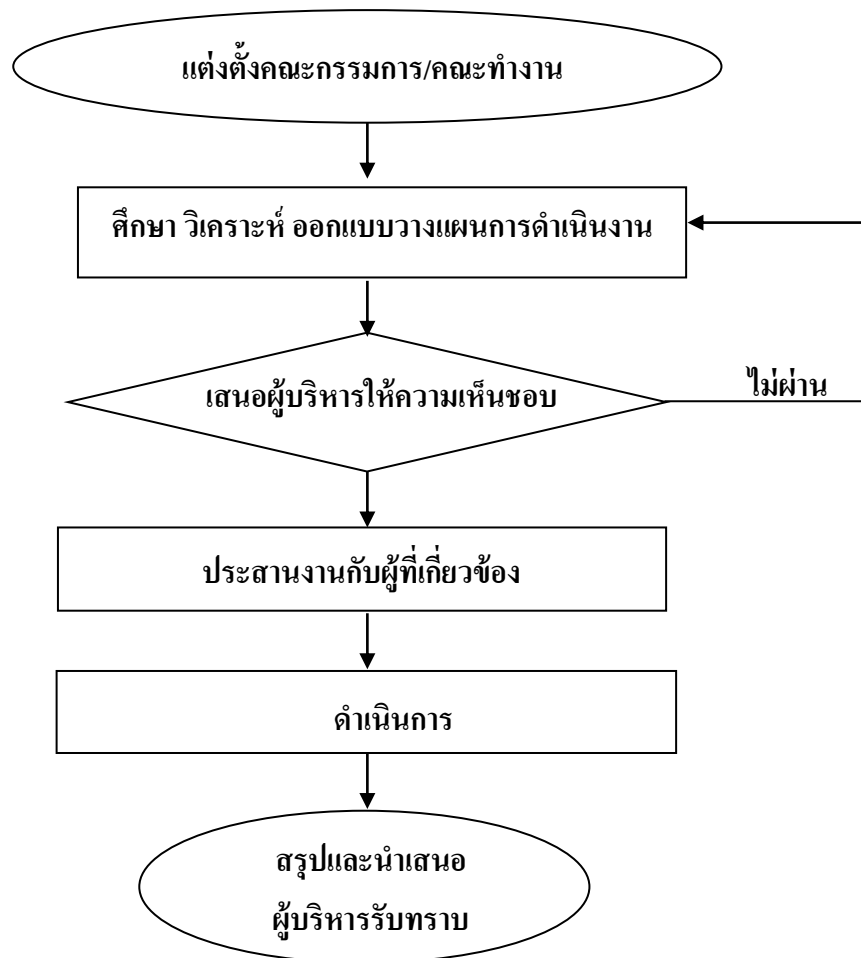 แต่งตั้งคณะกรรมการ/คณะทำงาน
ศึกษา วิเคราะห์ ออกแบบวางแผนการดำเนินงาน
เสนอผู้บริหารให้ความเห็นชอบ
ไม่ผ่าน
ประสานงานกับผู้ที่เกี่ยวข้อง
ดำเนินการ
สรุปและนำเสนอ
ผู้บริหารรับทราบ